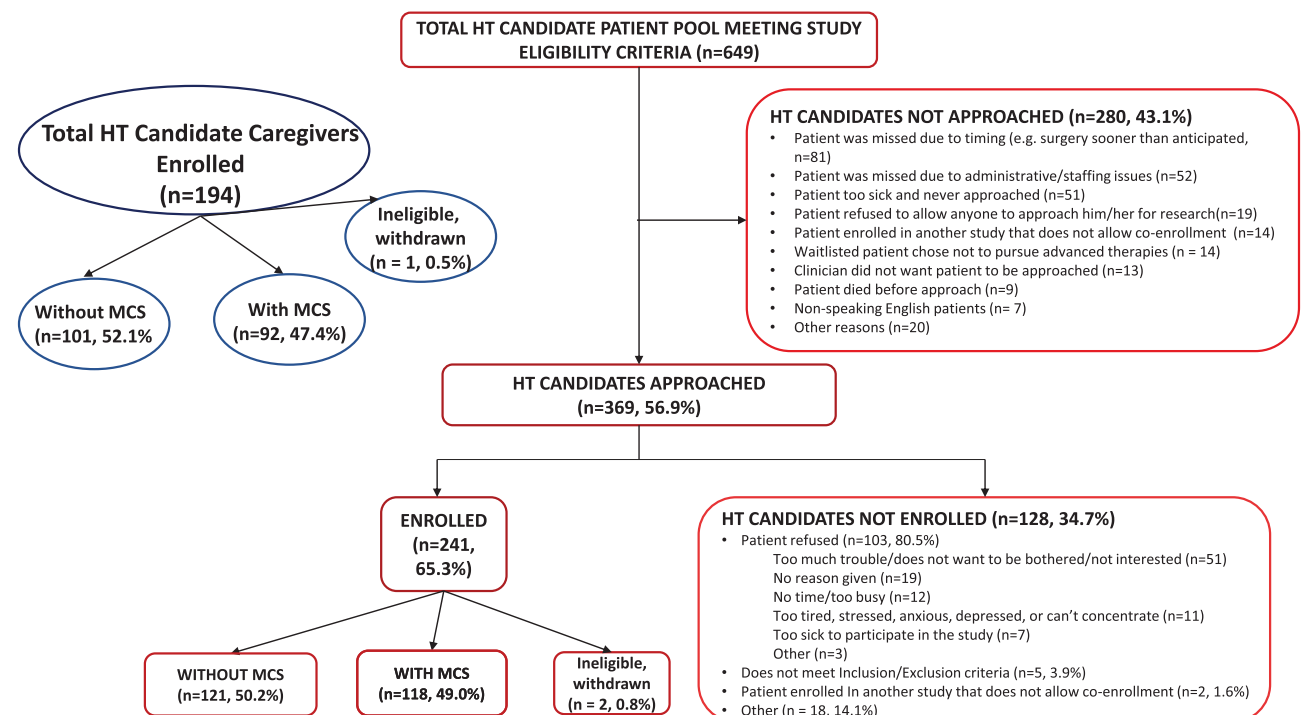 TOTAL HT CANDIDATE PATIENT POOL MEETING STUDY
ELIGIBILITY CRITERIA (n=649)
Total HT Candidate Caregivers
Enrolled
(n=194)
Ineligible,
withdrawn
(n = 1, 0.5%)
Without MCS
(n=101, 52.1%
With MCS
(n=92, 47.4%)
HT CANDIDATES NOT APPROACHED (n=280, 43.1%)
• Patient was missed due to timing (e.g. surgery sooner than anticipated,
n=81)
• Patient was missed due to administrative/staffing issues (n=52)
• Patient too sick and never approached (n=51)
• Patient refused to allow anyone to approach him/her for research(n=19)
• Patient enrolled in another study that does not allow co-enrollment (n=14)
• Waitlisted patient chose not to pursue advanced therapies (n = 14)
• Clinician did not want patient to be approached (n=13)
• Patient died before approach (n=9)
• Non-speaking English patients (n= 7)
• Other reasons (n=20)
HT CANDIDATES APPROACHED
(n=369, 56.9%)
ENROLLED
(n=241,
65.3%)
WITHOUT MCS
(n=121, 50.2%)
WITH MCS
(n=118, 49.0%)
Ineligible,
withdrawn
(n = 2, 0.8%)
HT CANDIDATES NOT ENROLLED (n=128, 34.7%)
• Patient refused (n=103, 80.5%)
Too much trouble/does not want to be bothered/not interested (n=51)
No reason given (n=19)
No time/too busy (n=12)
Too tired, stressed, anxious, depressed, or can't concentrate (n=11)
Too sick to participate in the study (n=7)
Other (n=3)
• Does not meet Inclusion/Exclusion criteria (n=5, 3.9%)
• Patient enrolled In another study that does not allow co-enrollment (n=2, 1.6%)
• Other (n = 18, 14.1%)